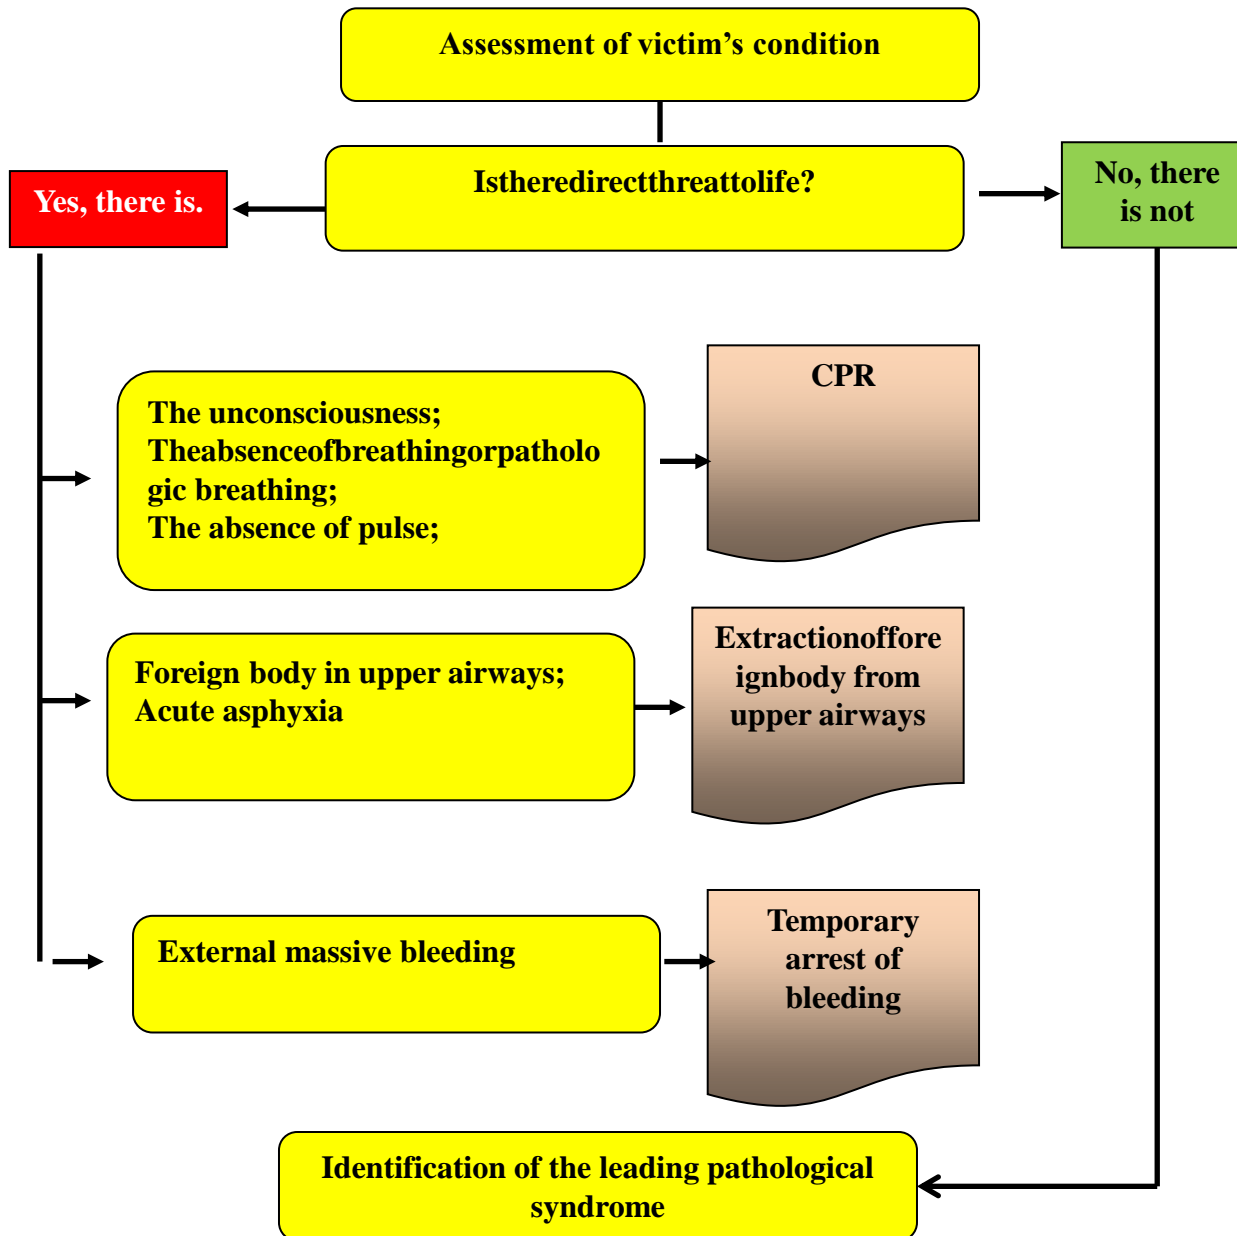 Assessment of victim’s condition
Istheredirectthreattolife?
Yes, there is.
No, there
is not
The unconsciousness;
Theabsenceofbreathingorpatholo
gic breathing;
The absence of pulse;
CPR
Foreign body in upper airways;
Acute asphyxia
Extractionoffore
ignbody from
upper airways
External massive bleeding
Temporary
arrest of
bleeding
Identification of the leading pathological
syndrome